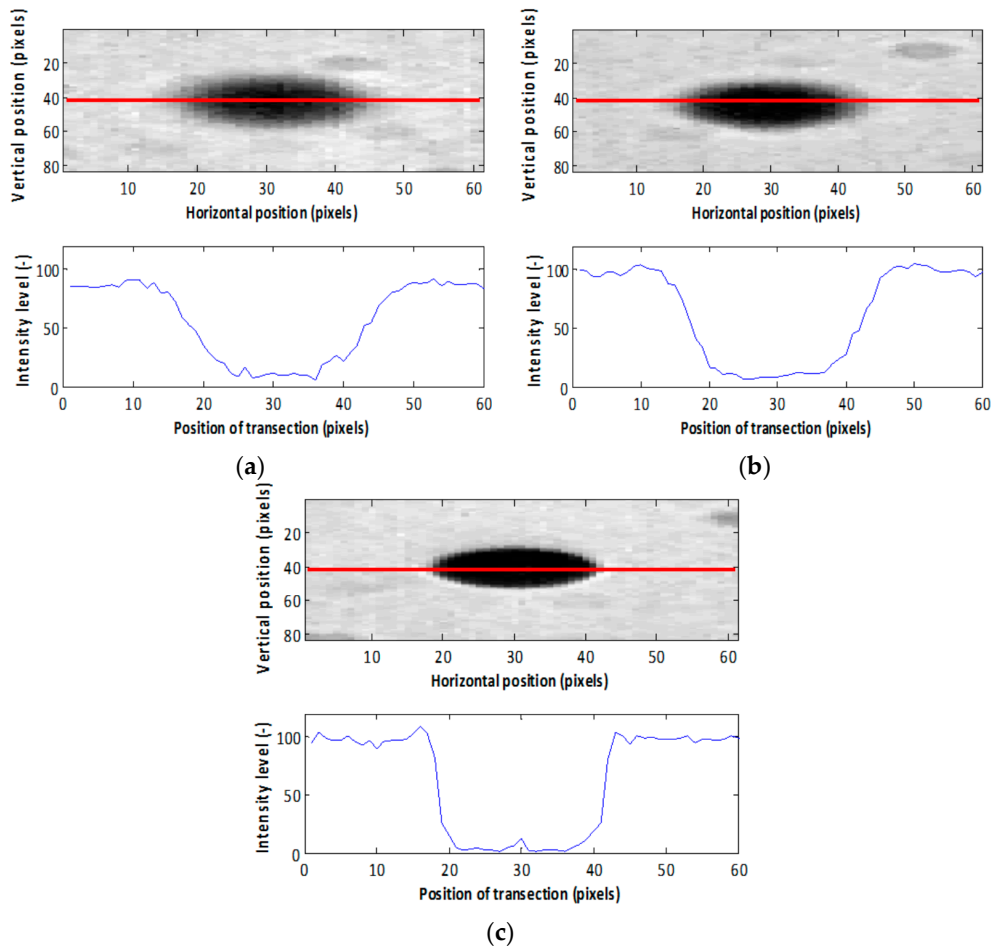 Vertical position (pixels)
20
40
60
80
10 20 30 40 50 60
Horizontal position (pixels)
Intensity level (-)
100
50
0
0 10 20 30 40 50 60
Position of transection (pixels)
(a)
Vertical position (pixels)
20
40
60
80
10 20 30 40 50 60
Horizontal position (pixels)
Intensity level (-)
100
50
0
0 10 20 30 40 50 60
Position of transection (pixels)
(b)
Vertical position (pixels)
20
40
60
80
10 20 30 40 50 60
Horizontal position (pixels)
Intensity level (-)
100
50
0
0 10 20 30 40 50 60
Position of transection (pixels)
(c)